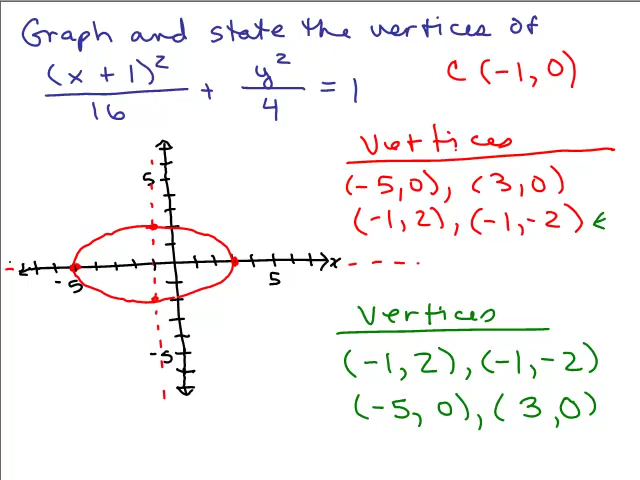 Graph and state the vertices of
(x + 1)² / 16 + y² / 4 = 1
C (-1, 0)
Vertices
(-5, 0), (3, 0)
(-1, 2), (-1, -2)
5
x
-5
5
-5
Vertices
(-1, 2), (-1, -2)
(-5, 0), (3, 0)